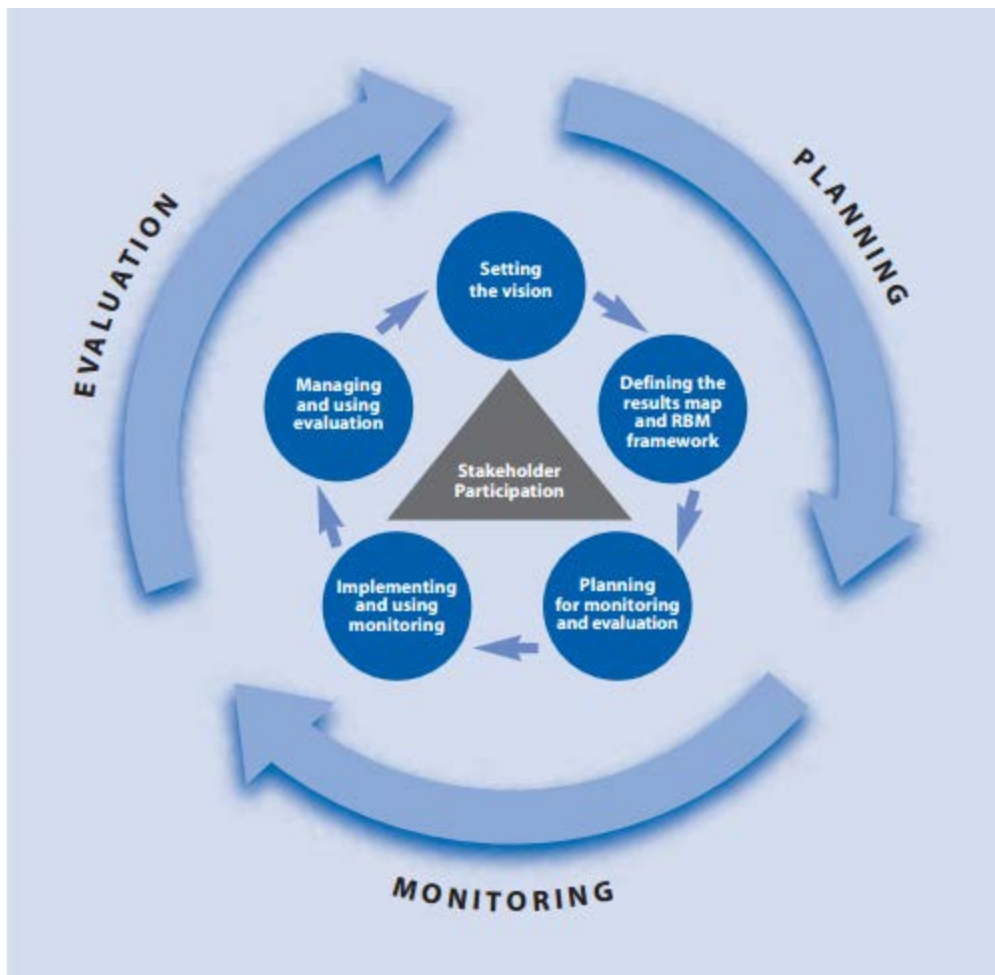 EVALUATION
PLANNING
Setting
the vision
Managing
and using
evaluation
Defining the
results map
and RBM
framework
Stakeholder
Participation
Implementing
and using
monitoring
Planning
for monitoring
and evaluation
MONITORING